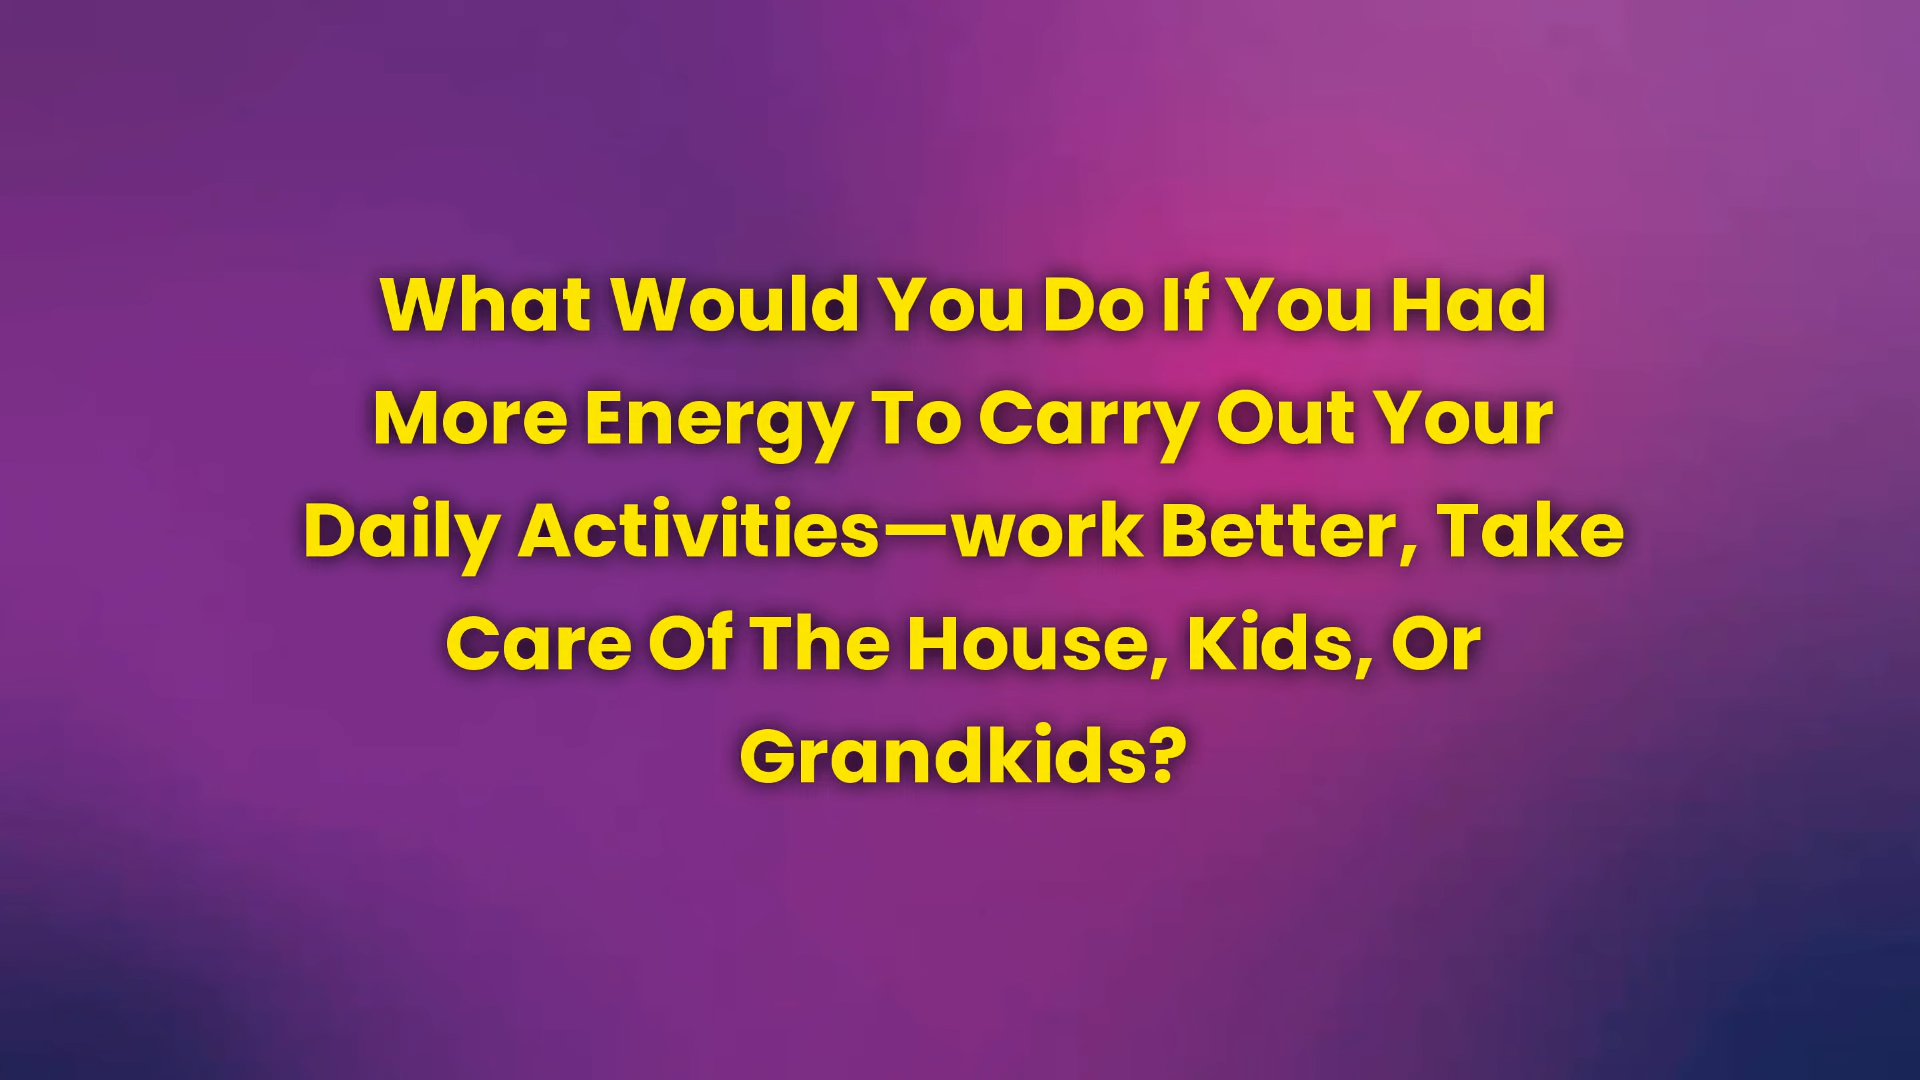 What Would You Do If You Had
More Energy To Carry Out Your
Daily Activities—work Better, Take
Care Of The House, Kids, Or
Grandkids?